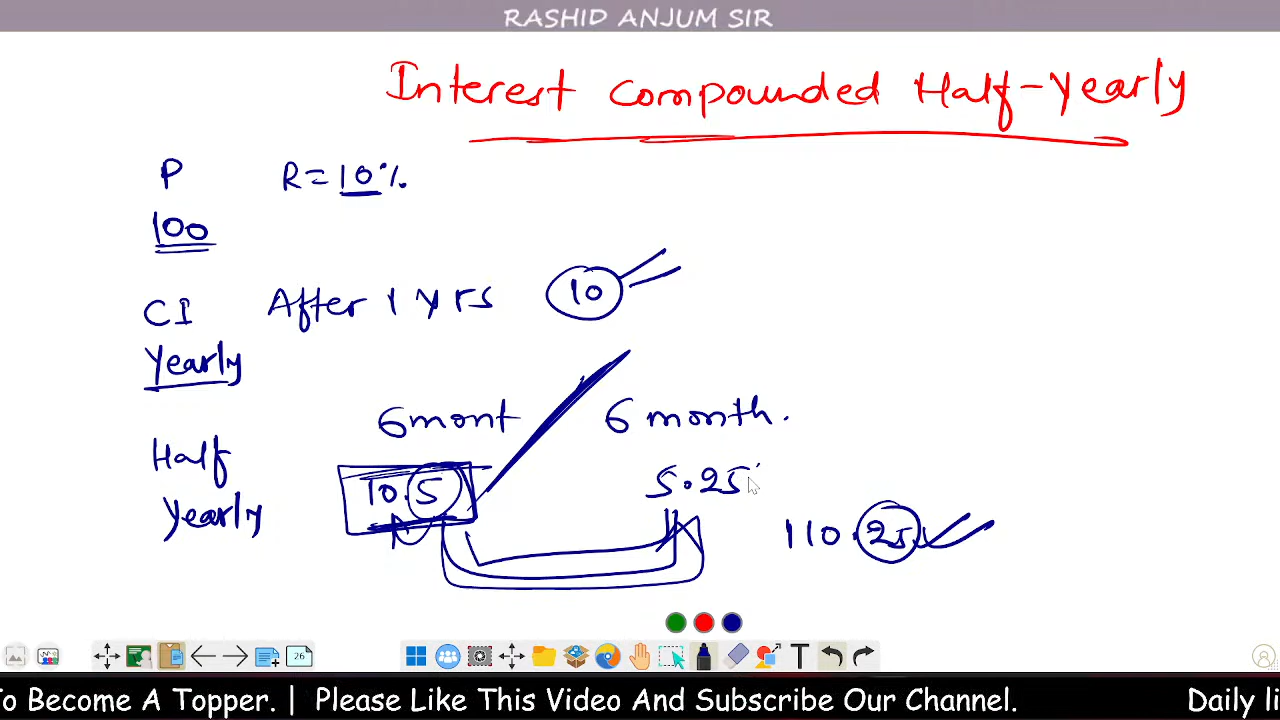 RASHID ANJUM SIR
Interest compounded Half-Yearly
P R = 10%
100
CI After 1 yrs 10
Yearly
6mont 6 month.
Half
Yearly 10.5 5.25
110.25
26
To Become A Topper. | Please Like This Video And Subscribe Our Channel. Daily li